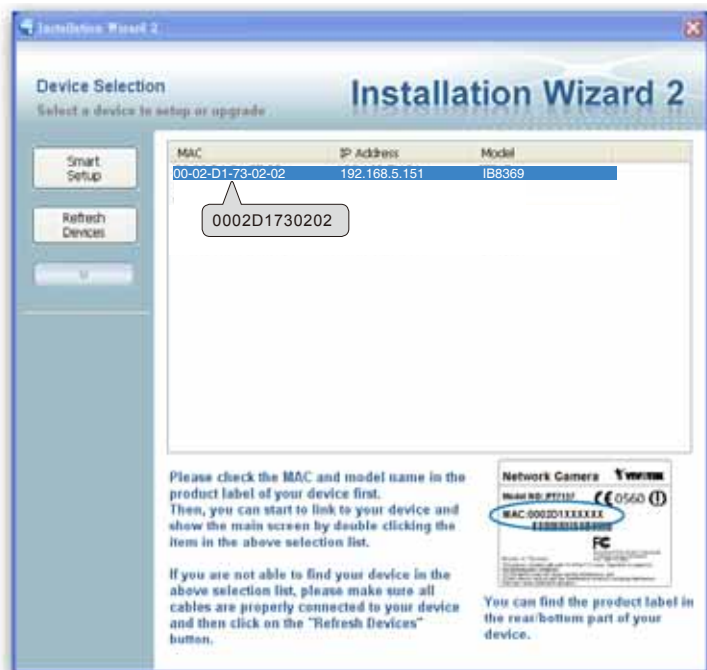 Installation Wizard 2
Device Selection
Select a device to setup or upgrade
Installation Wizard 2
Smart
Setup
Refresh
Devices
MAC IP Address Model
00-02-D1-73-02-02 192.168.5.151 IB8369
0002D1730202
Please check the MAC and model name in the
product label of your device first.
Then, you can start to link to your device and
show the main screen by double clicking the
item in the above selection list.
If you are not able to find your device in the
above selection list, please make sure all
cables are properly connected to your device
and then click on the "Refresh Devices"
button.
Network Camera
Model NO: PT7137
CE 0560
MAC:0002D1XXXXXX
FC
You can find the product label in
the rear/bottom part of your
device.